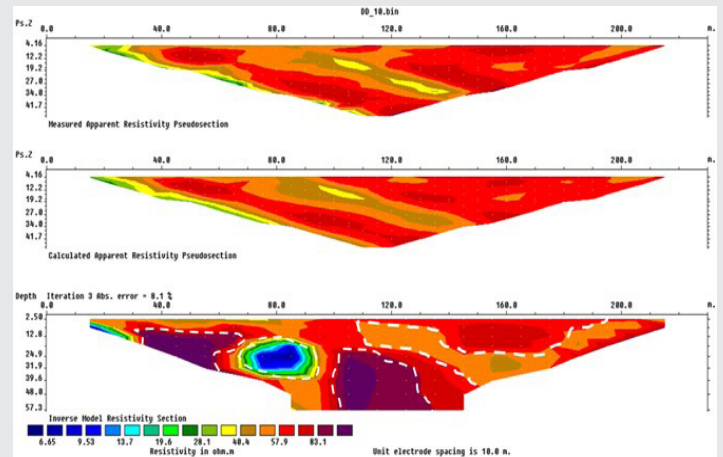 DD_10.bin
Ps.Z 0.0 40.0 80.0 120.0 160.0 200.0 m.
4.16
12.2
19.2
27.0
34.0
41.7
Measured Apparent Resistivity Pseudosection
Ps.Z 0.0 40.0 80.0 120.0 160.0 200.0 m.
4.16
12.2
19.2
27.0
34.0
41.7
Calculated Apparent Resistivity Pseudosection
Depth Iteration 3 Abs. error = 8.1 %
0.0 40.0 80.0 120.0 160.0 200.0 m.
2.50
12.8
24.9
31.9
39.6
48.0
57.3
Inverse Model Resistivity Section
6.65 9.53 13.7 19.6 28.1 40.4 57.9 83.1
Resistivity in ohm.m Unit electrode spacing is 10.0 m.